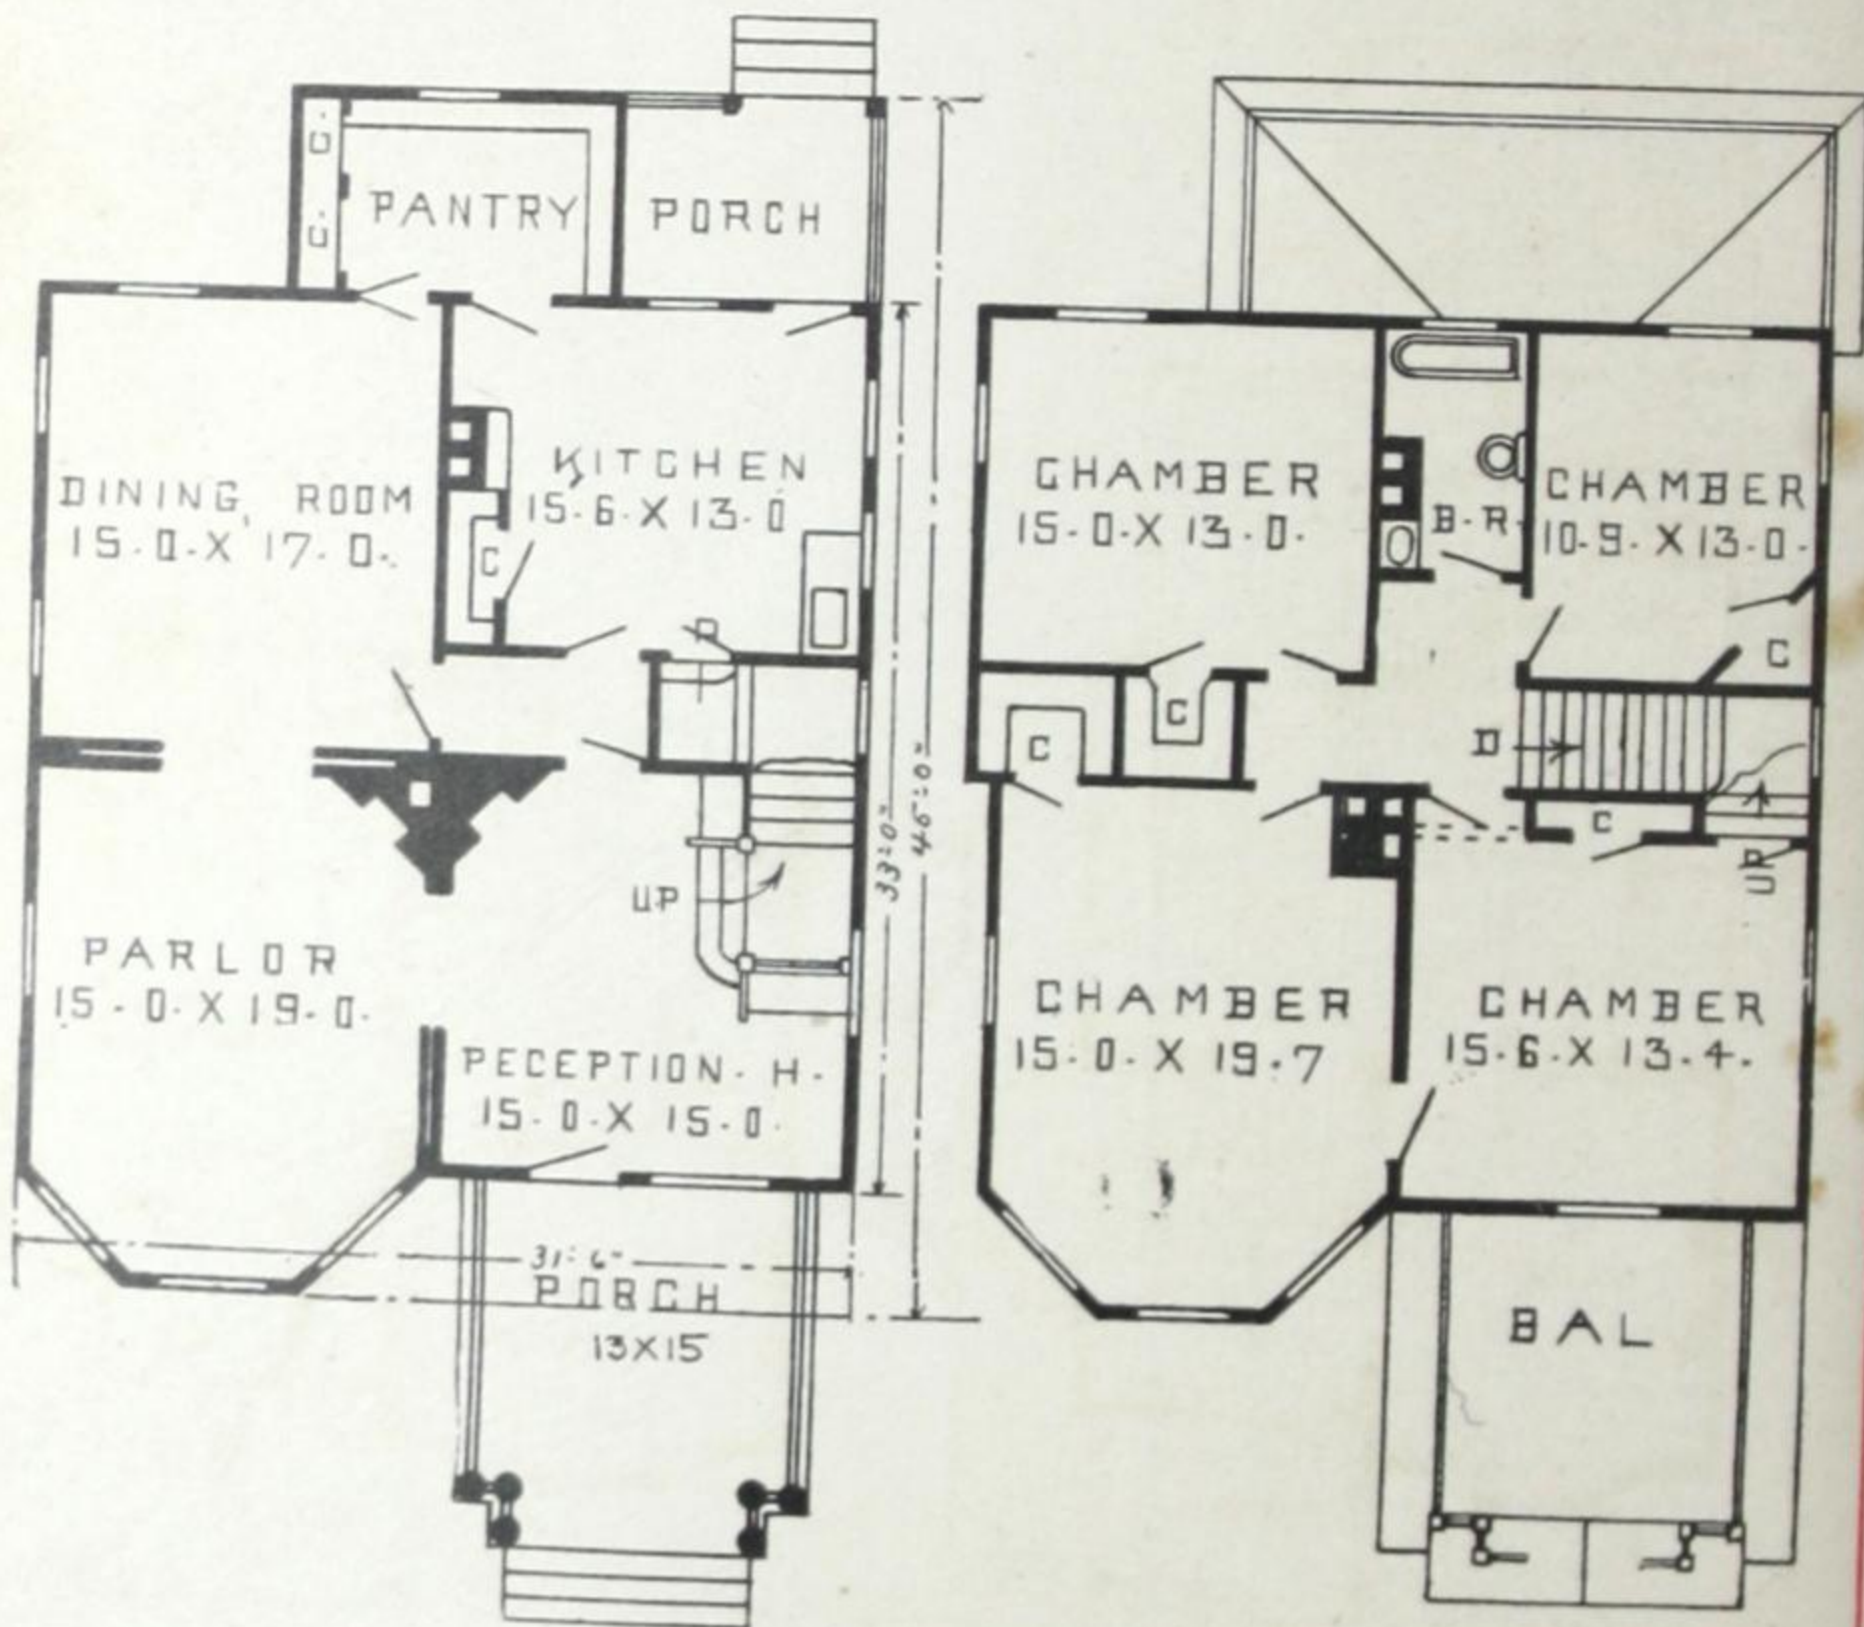 C.
C.
PANTRY
PORCH
DINING ROOM
15-0-X 17-0-
KITCHEN
15-6-X 13-0
C
D
UP
PARLOR
15-0-X 19-0-
PECEPTION-H-
15-0-X 15-0-
33'-0"
46'-0"
31'-6"
PORCH
13X15
CHAMBER
15-0-X 13-0-
B-R-
CHAMBER
10-9-X 13-0-
C
C
C
D
C
UP
CHAMBER
15-0-X 19-7
CHAMBER
15-6-X 13-4-
BAL